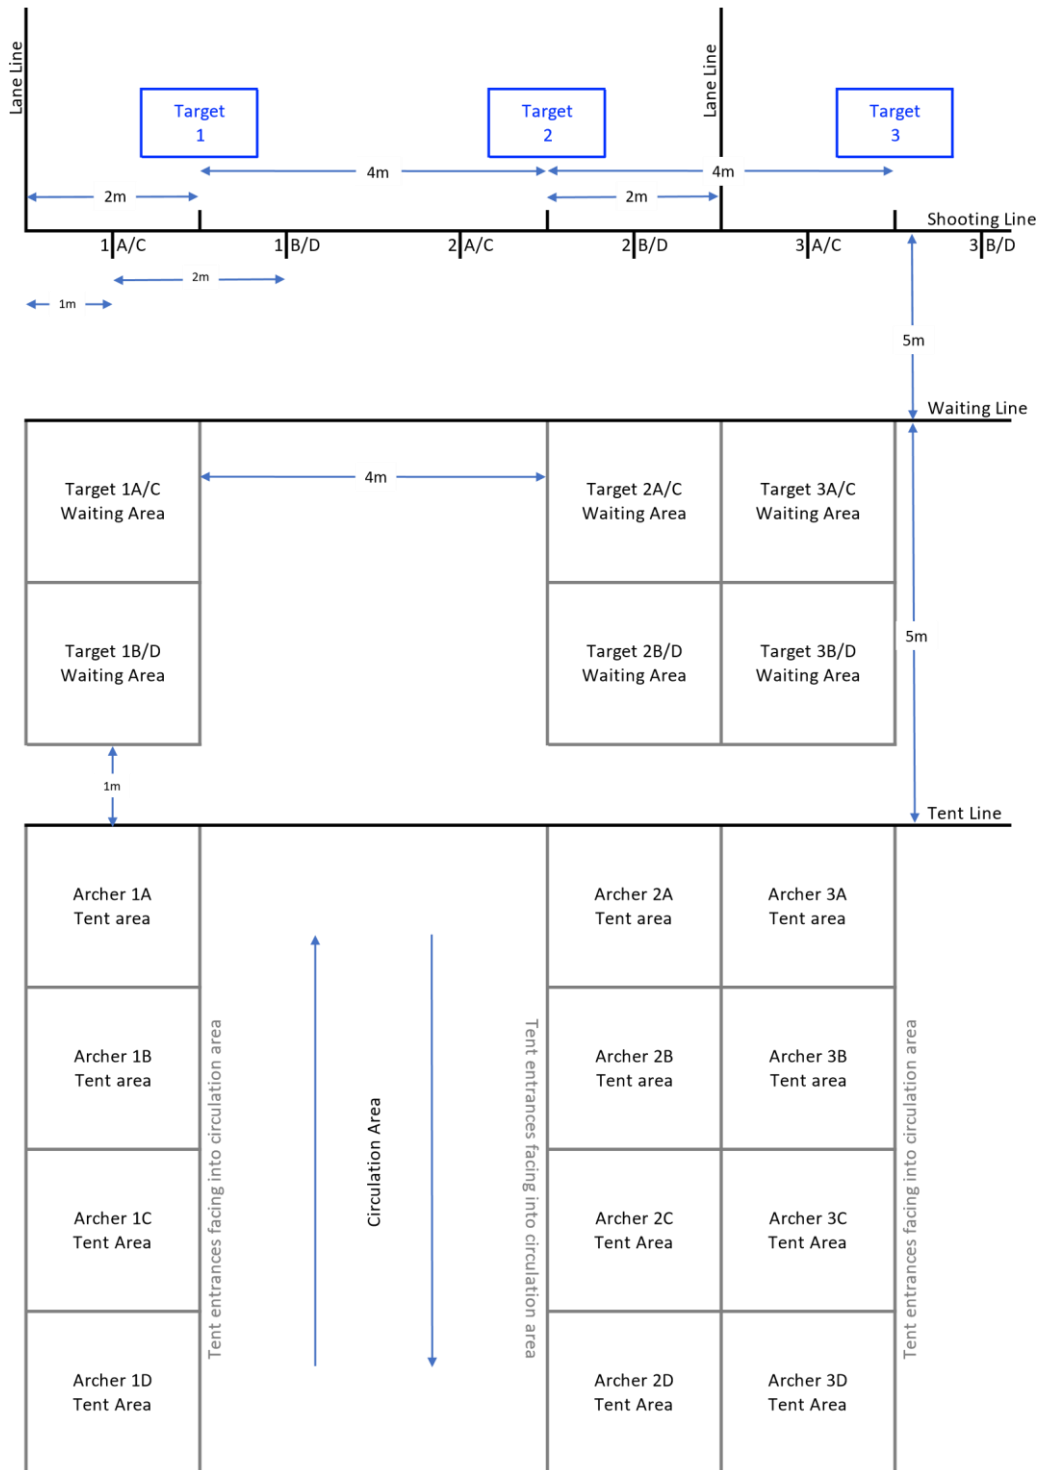 Lane Line
Lane Line
Target
1
Target
2
Target
3
4m
4m
2m
2m
Shooting Line
1 A/C
1 B/D
2 A/C
2 B/D
3 A/C
3 B/D
2m
1m
5m
Waiting Line
4m
Target 1A/C
Waiting Area
Target 2A/C
Waiting Area
Target 3A/C
Waiting Area
5m
Target 1B/D
Waiting Area
Target 2B/D
Waiting Area
Target 3B/D
Waiting Area
1m
Tent Line
Archer 1A
Tent area
Archer 2A
Tent area
Archer 3A
Tent area
Archer 1B
Tent area
Archer 2B
Tent area
Archer 3B
Tent area
Tent entrances facing into circulation area
Circulation Area
Tent entrances facing into circulation area
Tent entrances facing into circulation area
Archer 1C
Tent Area
Archer 2C
Tent Area
Archer 3C
Tent Area
Archer 1D
Tent Area
Archer 2D
Tent Area
Archer 3D
Tent Area